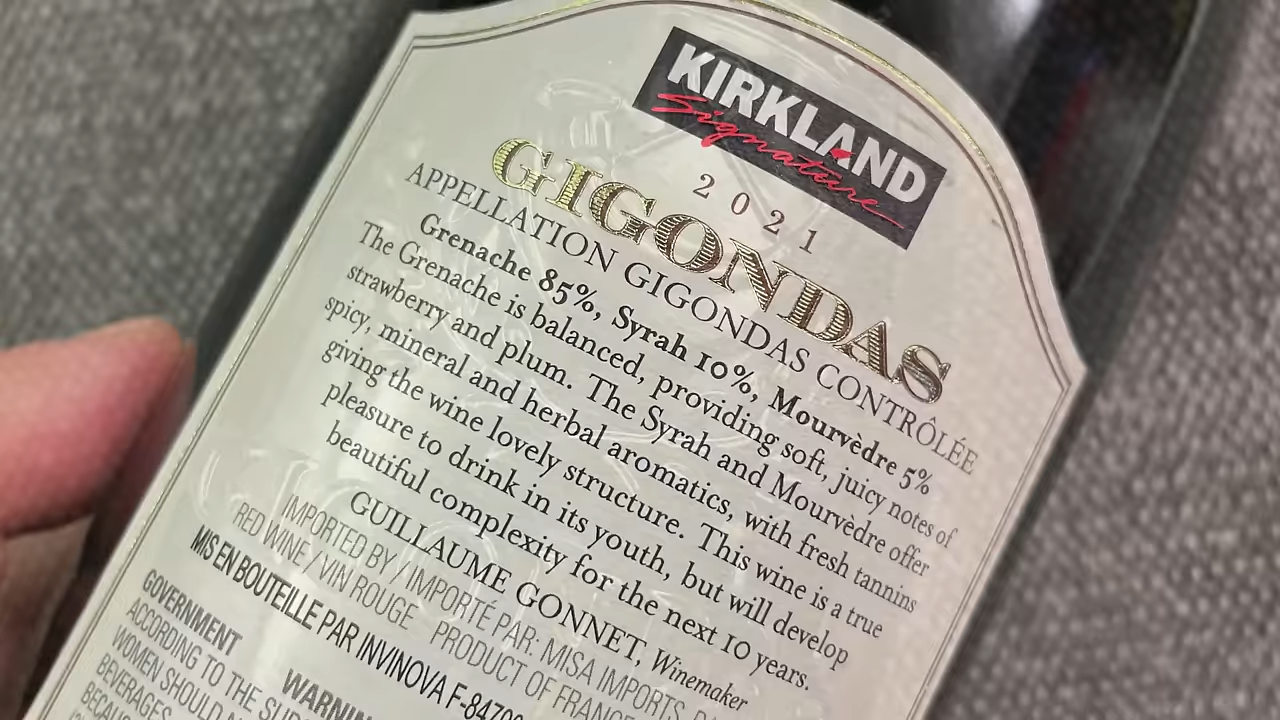 KIRKLAND
Signature
2021
GIGONDAS
APPELLATION GIGONDAS CONTRÔLÉE
Grenache 85%, Syrah 10%, Mourvèdre 5%
The Grenache is balanced, providing soft, juicy notes of
strawberry and plum. The Syrah and Mourvèdre offer
spicy, mineral and herbal aromatics, with fresh tannins
giving the wine lovely structure. This wine is a true
pleasure to drink in its youth, but will develop
beautiful complexity for the next 10 years.
GUILLAUME GONNET, Winemaker
IMPORTED BY / IMPORTÉ PAR: MISA IMPORTS,
RED WINE / VIN ROUGE PRODUCT OF FRANCE
MIS EN BOUTEILLE PAR INVINOVA
GOVERNMENT
ACCORDING TO THE
WOMEN SHOULD
BEVERAGES